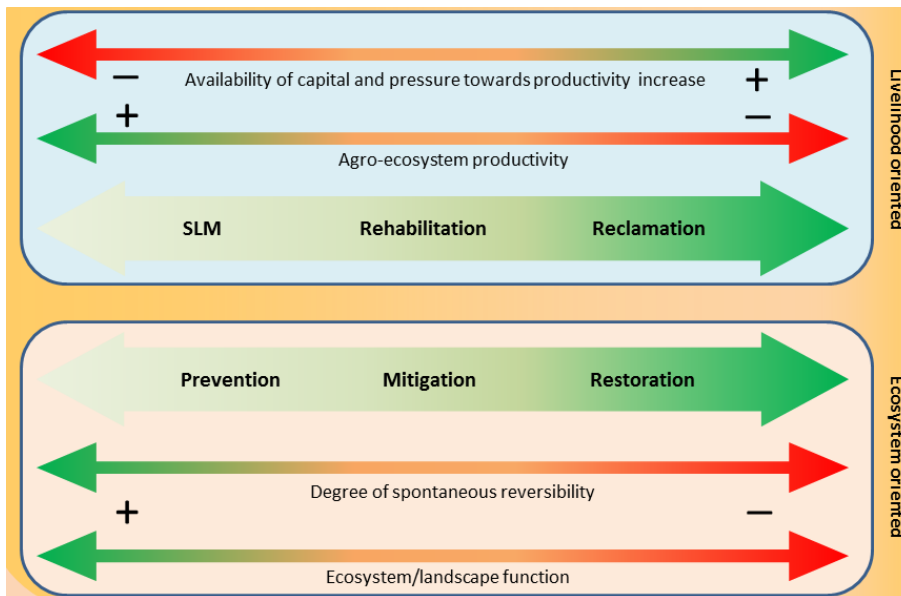 Availability of capital and pressure towards productivity increase
− +
+ −
Agro-ecosystem productivity
SLM Rehabilitation Reclamation
Livelihood oriented
Prevention Mitigation Restoration
Degree of spontaneous reversibility
+ −
Ecosystem/landscape function
Ecosystem oriented